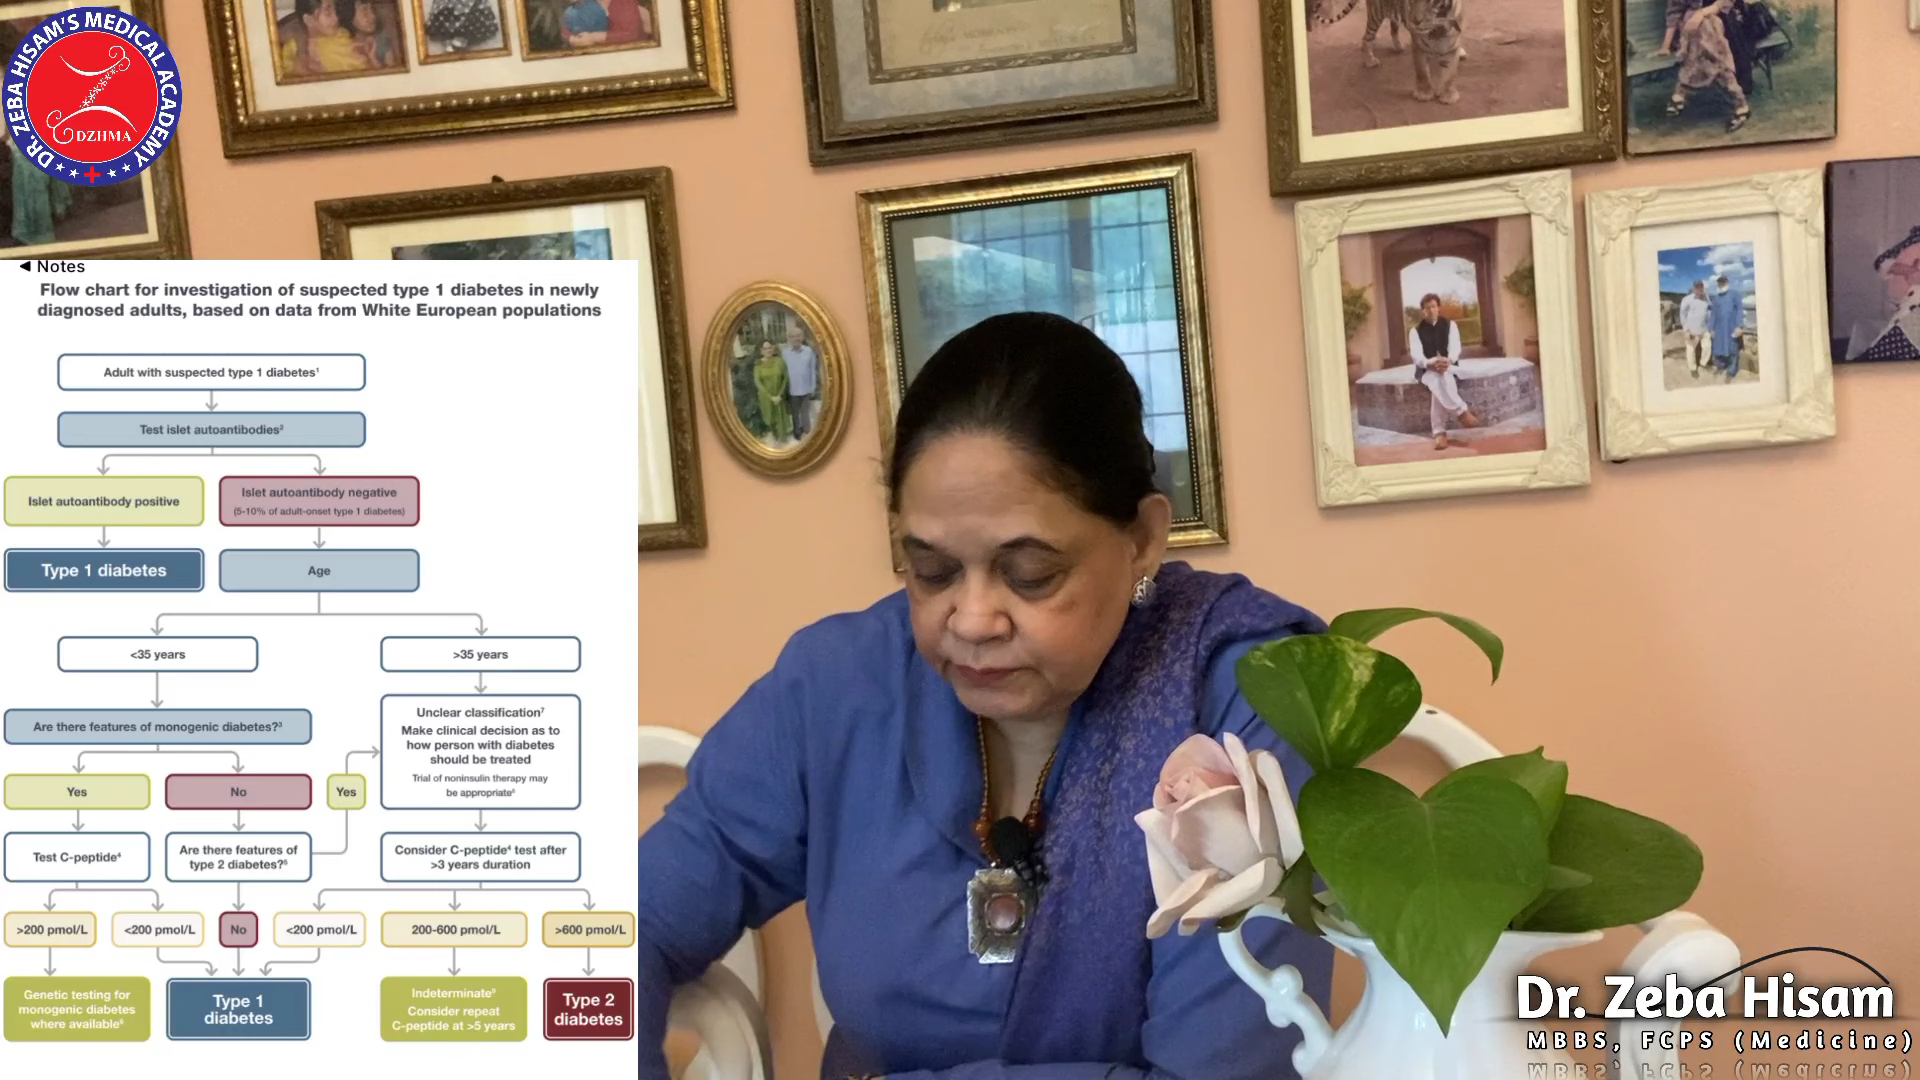 DR. ZEBA HISAM'S MEDICAL ACADEMY
DZHMA
◄ Notes
Flow chart for investigation of suspected type 1 diabetes in newly
diagnosed adults, based on data from White European populations
Adult with suspected type 1 diabetes¹
Test islet autoantibodies²
Islet autoantibody positive
Islet autoantibody negative
(5-10% of adult-onset type 1 diabetes)
Type 1 diabetes
Age
<35 years
>35 years
Are there features of monogenic diabetes?³
Unclear classification⁷
Make clinical decision as to
how person with diabetes
should be treated
Trial of noninsulin therapy may
be appropriate⁸
Yes
No
Yes
Test C-peptide⁴
Are there features of
type 2 diabetes?⁵
Consider C-peptide⁴ test after
>3 years duration
>200 pmol/L
<200 pmol/L
No
<200 pmol/L
200-600 pmol/L
>600 pmol/L
Genetic testing for
monogenic diabetes
where available⁶
Type 1
diabetes
Indeterminate⁹
Consider repeat
C-peptide at >5 years
Type 2
diabetes
Dr. Zeba Hisam
MBBS, FCPS (Medicine)